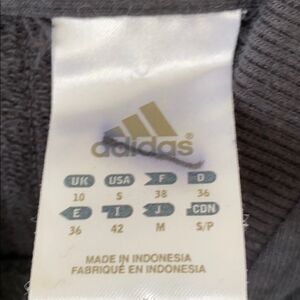 adidas
UK USA F D
10 S 38 36
E I J CDN
36 42 M S/P
MADE IN INDONESIA
FABRIQUÉ EN INDONESIA